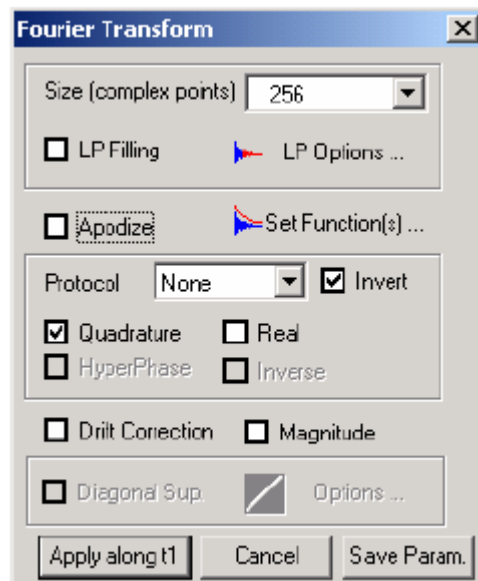 Fourier Transform
Size (complex points) 256
LP Filling LP Options ...
Apodize Set Function(s) ...
Protocol None Invert
Quadrature Real
HyperPhase Inverse
Drift Correction Magnitude
Diagonal Sup. Options ...
Apply along t1 Cancel Save Param.